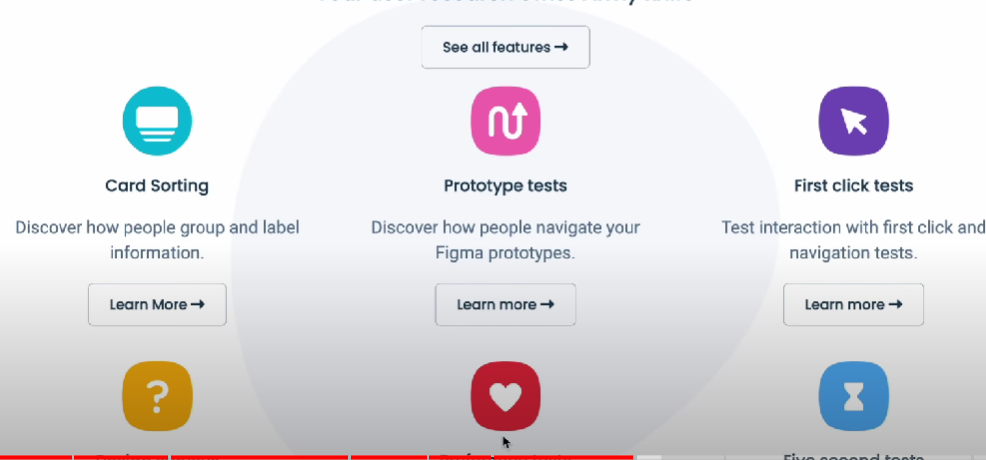 See all features →
Card Sorting
Prototype tests
First click tests
Discover how people group and label
information.
Discover how people navigate your
Figma prototypes.
Test interaction with first click and
navigation tests.
Learn More →
Learn more →
Learn more →
?
Five second tests